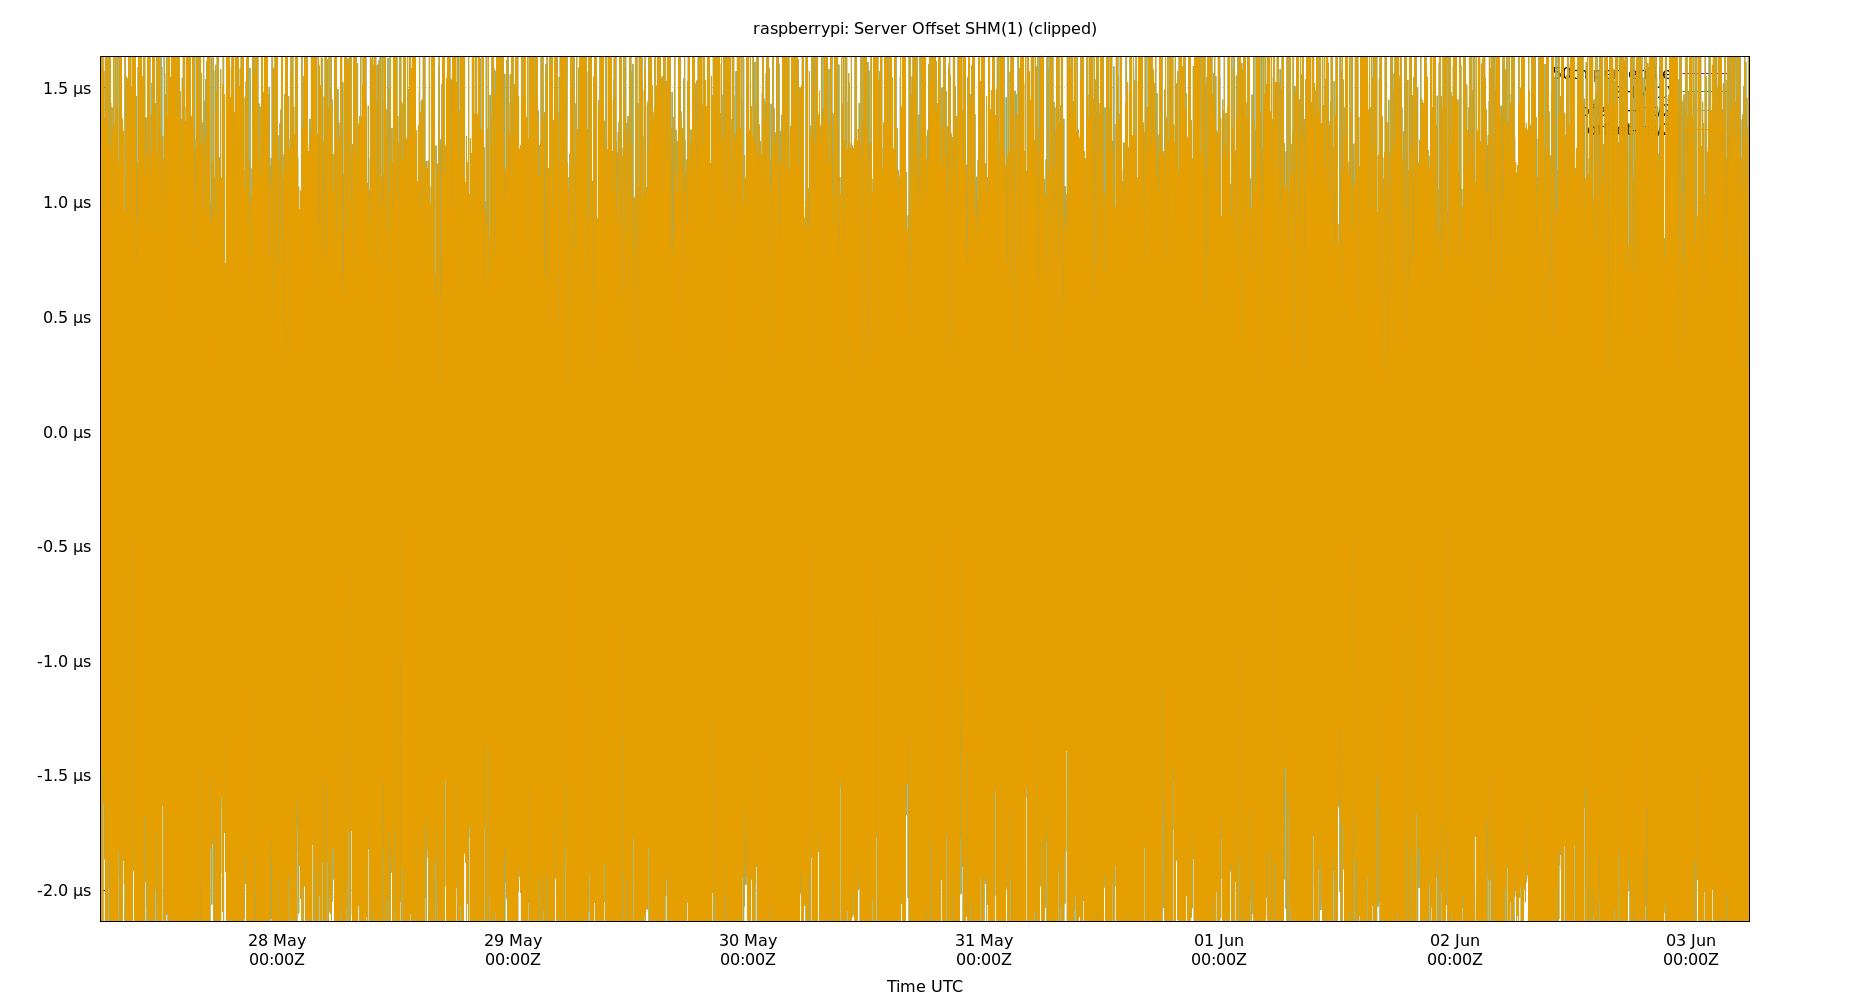 raspberrypi: Server Offset SHM(1) (clipped)
1.5 µs
1.0 µs
0.5 µs
0.0 µs
-0.5 µs
-1.0 µs
-1.5 µs
-2.0 µs
28 May 29 May 30 May 31 May 01 Jun 02 Jun 03 Jun
00:00Z 00:00Z 00:00Z 00:00Z 00:00Z 00:00Z 00:00Z
Time UTC